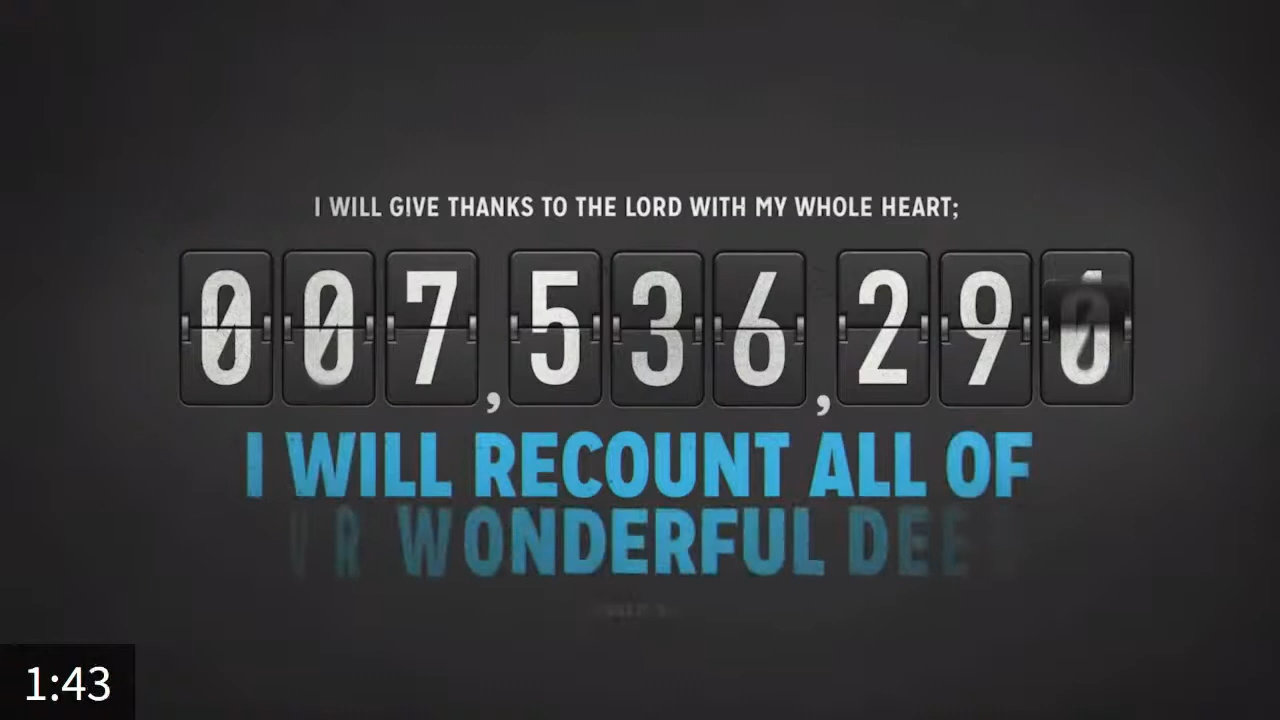 I WILL GIVE THANKS TO THE LORD WITH MY WHOLE HEART;
007,536,290
I WILL RECOUNT ALL OF
WONDERFUL
1:43